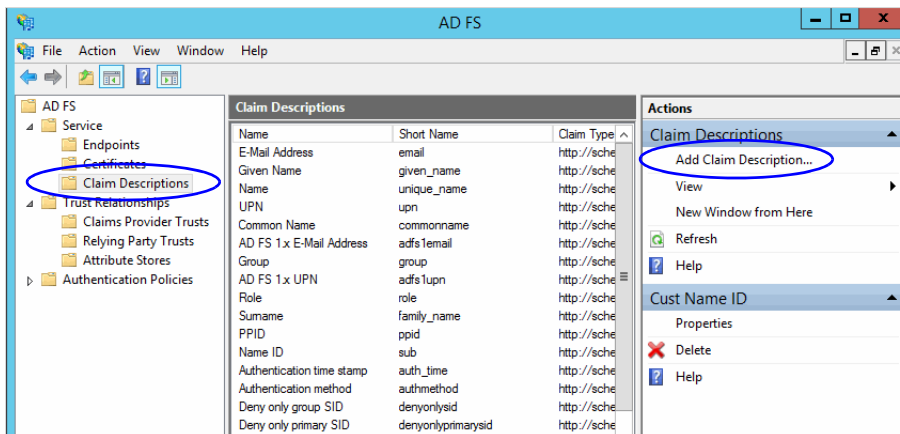 AD FS
File Action View Window Help
AD FS
Service
Endpoints
Certificates
Claim Descriptions
Trust Relationships
Claims Provider Trusts
Relying Party Trusts
Attribute Stores
Authentication Policies
Claim Descriptions
Name Short Name Claim Type
E-Mail Address email http://sche
Given Name given_name http://sche
Name unique_name http://sche
UPN upn http://sche
Common Name commonname http://sche
AD FS 1.x E-Mail Address adfs1email http://sche
Group group http://sche
AD FS 1.x UPN adfs1upn http://sche
Role role http://sche
Surname family_name http://sche
PPID ppid http://sche
Name ID sub http://sche
Authentication time stamp auth_time http://sche
Authentication method authmethod http://sche
Deny only group SID denyonlysid http://sche
Deny only primary SID denyonlyprimarysid http://sche
Actions
Claim Descriptions
Add Claim Description...
View
New Window from Here
Refresh
Help
Cust Name ID
Properties
Delete
Help